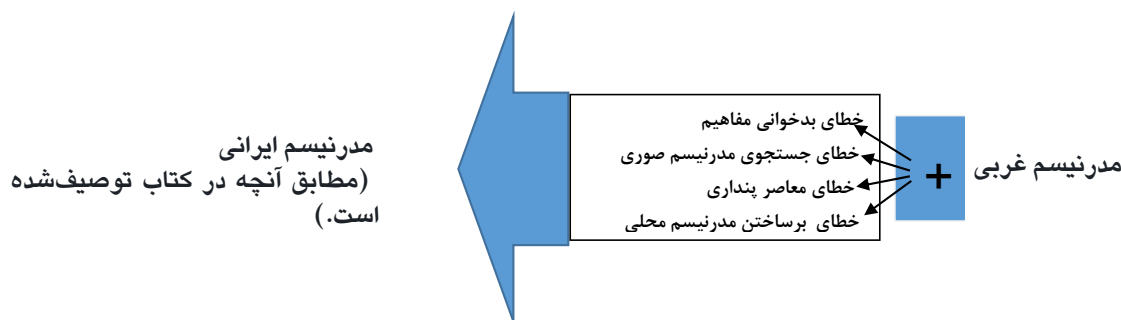 مدرنیسم غربی
+
خطای بدخوانی مفاهیم
خطای جستجوی مدرنیسم صوری
خطای معاصر پنداری
خطای برساختن مدرنیسم محلی
مدرنیسم ایرانی
(مطابق آنچه در کتاب توصیف‌شده
است.)